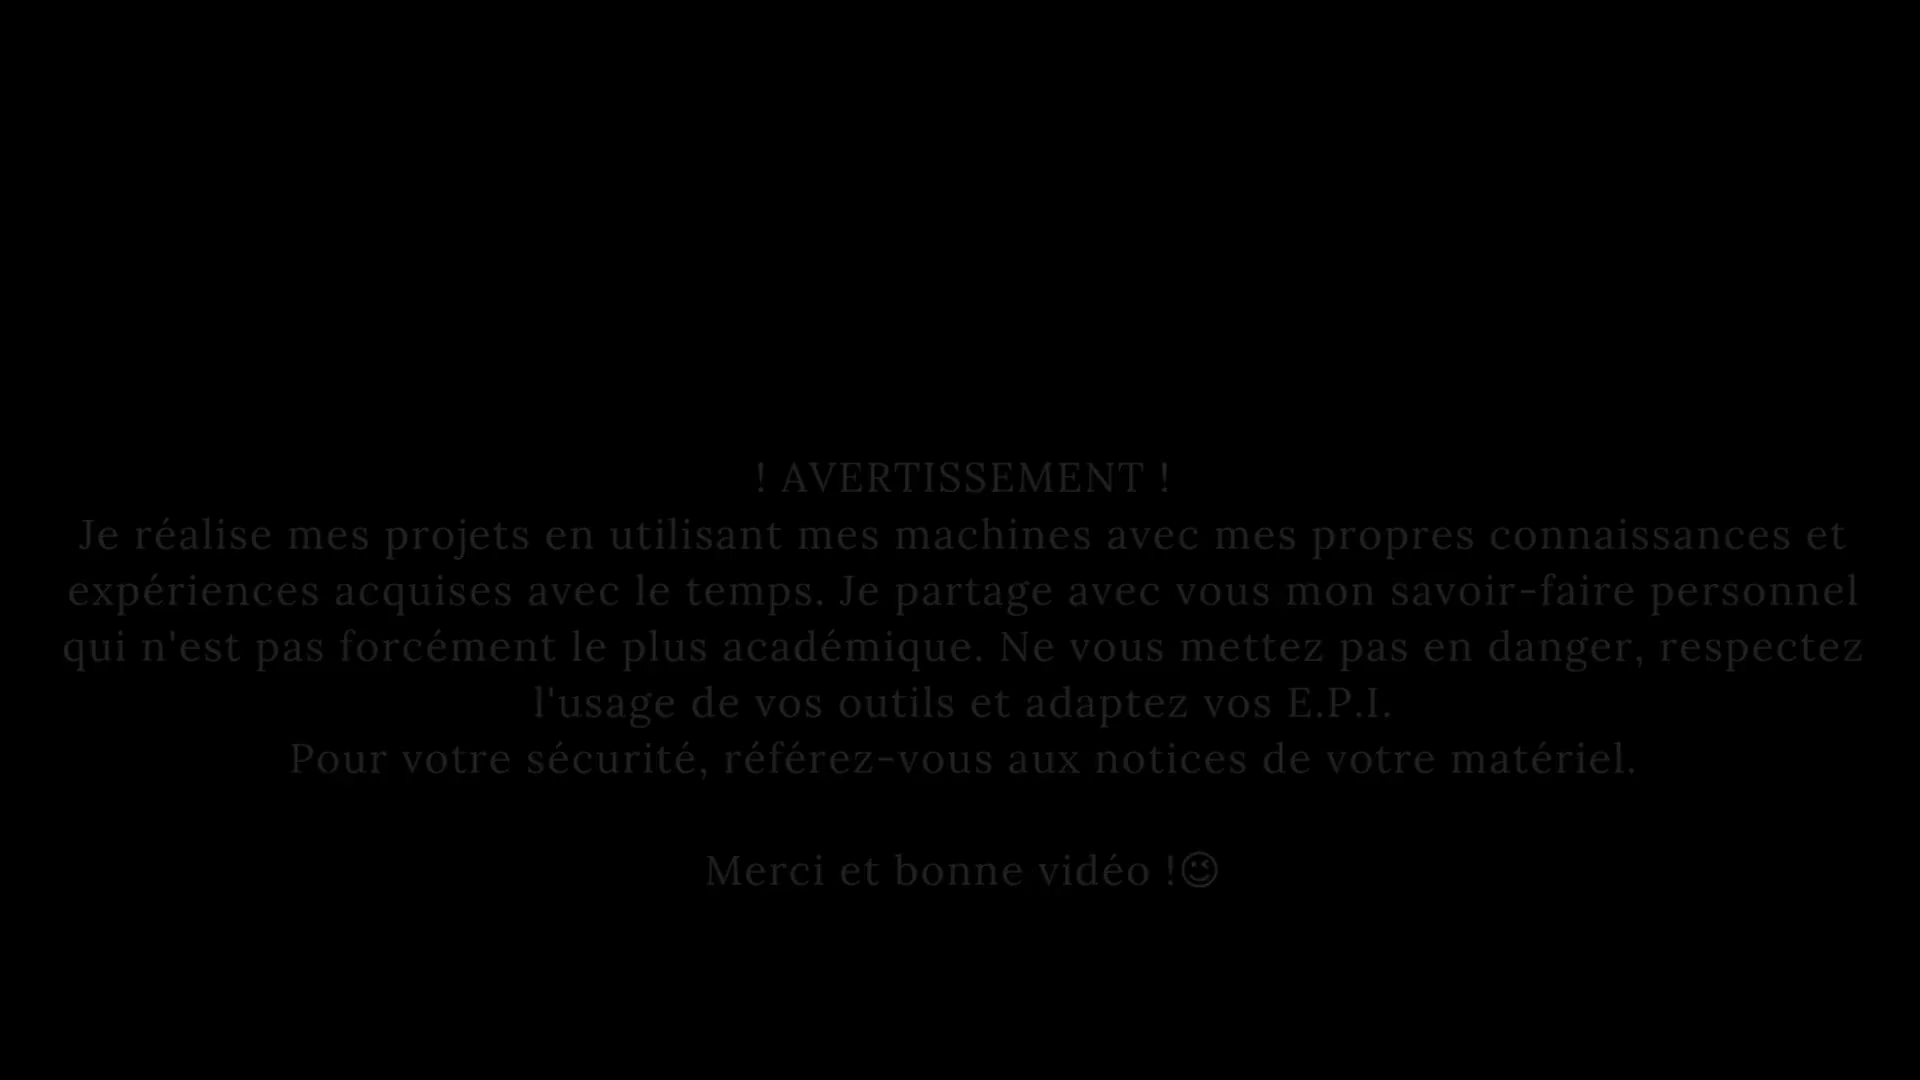 ! AVERTISSEMENT !
Je réalise mes projets en utilisant mes machines avec mes propres connaissances et
expériences acquises avec le temps. Je partage avec vous mon savoir-faire personnel
qui n'est pas forcément le plus académique. Ne vous mettez pas en danger, respectez
l'usage de vos outils et adaptez vos E.P.I.
Pour votre sécurité, référez-vous aux notices de votre matériel.
Merci et bonne vidéo !😉